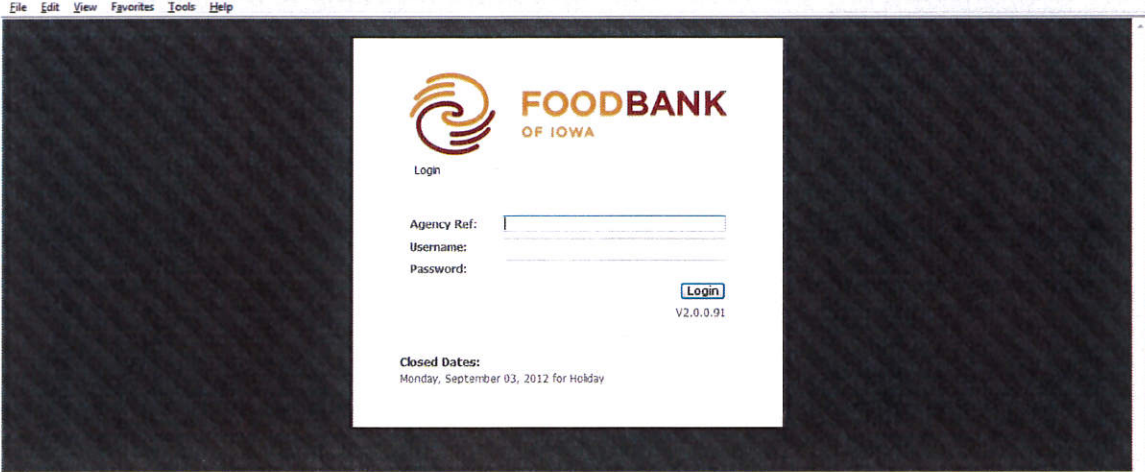 File Edit View Favorites Tools Help
FOODBANK
OF IOWA
Login
Agency Ref:
Username:
Password:
Login
V2.0.0.91
Closed Dates:
Monday, September 03, 2012 for Holiday